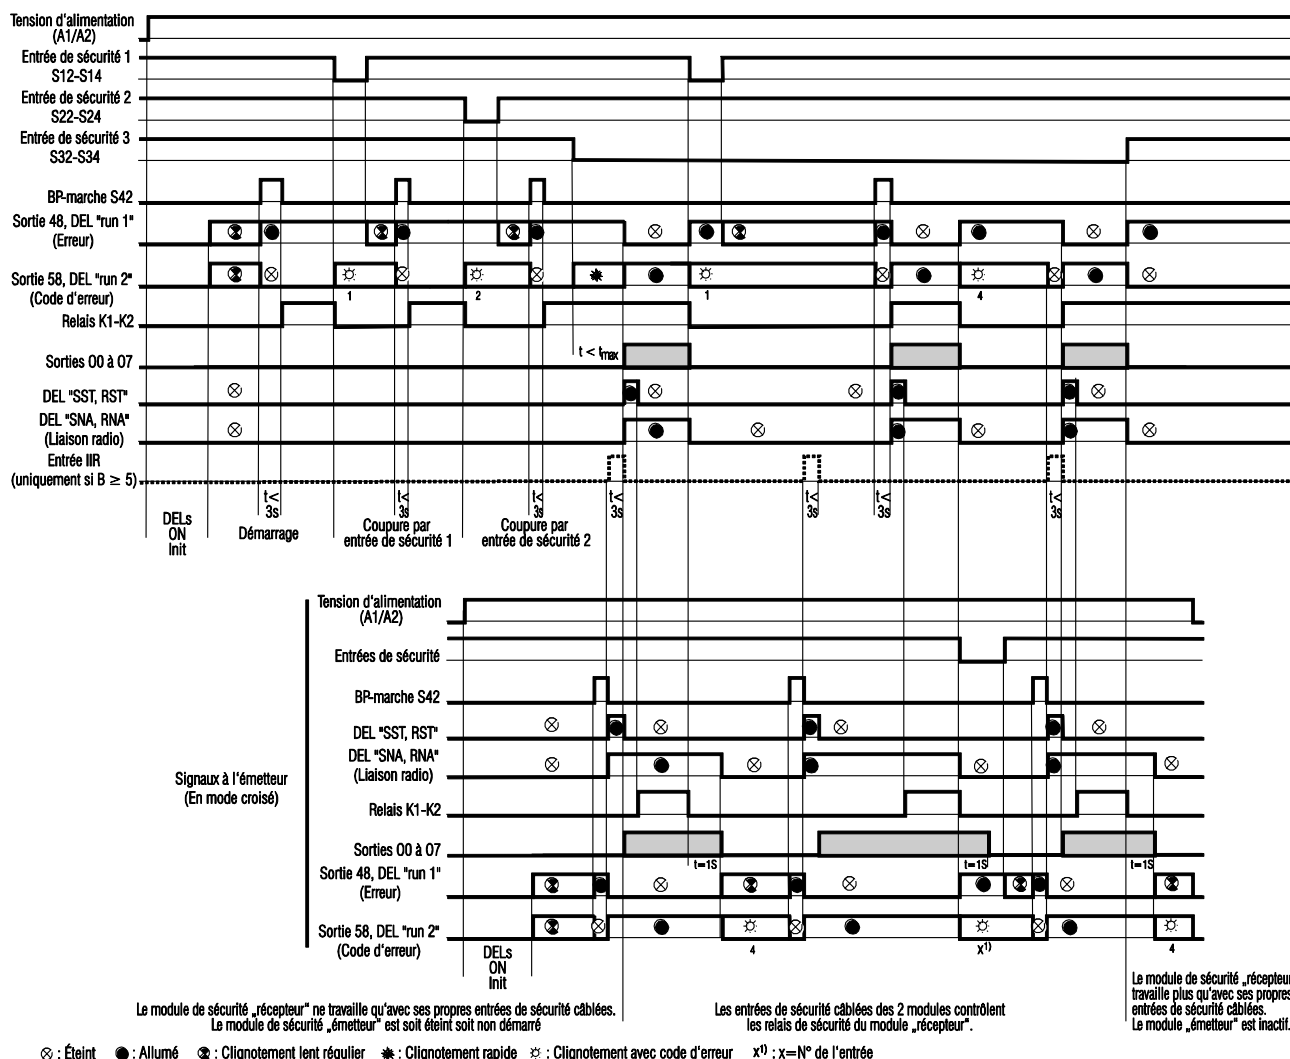 Tension d'alimentation
(A1/A2)
Entrée de sécurité 1
S12-S14
Entrée de sécurité 2
S22-S24
Entrée de sécurité 3
S32-S34
BP-marche S42
Sortie 48, DEL "run 1"
(Erreur)
Sortie 58, DEL "run 2"
(Code d'erreur)
1
2
1
4
Relais K1-K2
t < tmax
Sorties 00 à 07
DEL "SST, RST"
DEL "SNA, RNA"
(Liaison radio)
Entrée IIR
(uniquement si B ≥ 5)
t<
3s
t<
3s
t<
3s
t<
3s
t<
3s
t<
3s
t<
3s
DELs
ON
Init
Démarrage
Coupure par
entrée de sécurité 1
Coupure par
entrée de sécurité 2
Signaux à l'émetteur
(En mode croisé)
Tension d'alimentation
(A1/A2)
Entrées de sécurité
BP-marche S42
DEL "SST, RST"
DEL "SNA, RNA"
(Liaison radio)
Relais K1-K2
Sorties 00 à 07
t=1S
t=1S
t=1S
Sortie 48, DEL "run 1"
(Erreur)
Sortie 58, DEL "run 2"
(Code d'erreur)
4
x1)
4
DELs
ON
Init
Le module de sécurité „récepteur" ne travaille qu'avec ses propres entrées de sécurité câblées.
Le module de sécurité „émetteur" est soit éteint soit non démarré
Les entrées de sécurité câblées des 2 modules contrôlent
les relais de sécurité du module „récepteur".
Le module de sécurité „récepteur
travaille plus qu'avec ses propres
entrées de sécurité câblées.
Le module „émetteur" est inactif.
: Éteint : Allumé : Clignotement lent régulier : Clignotement rapide : Clignotement avec code d'erreur x1) : x=N° de l'entrée